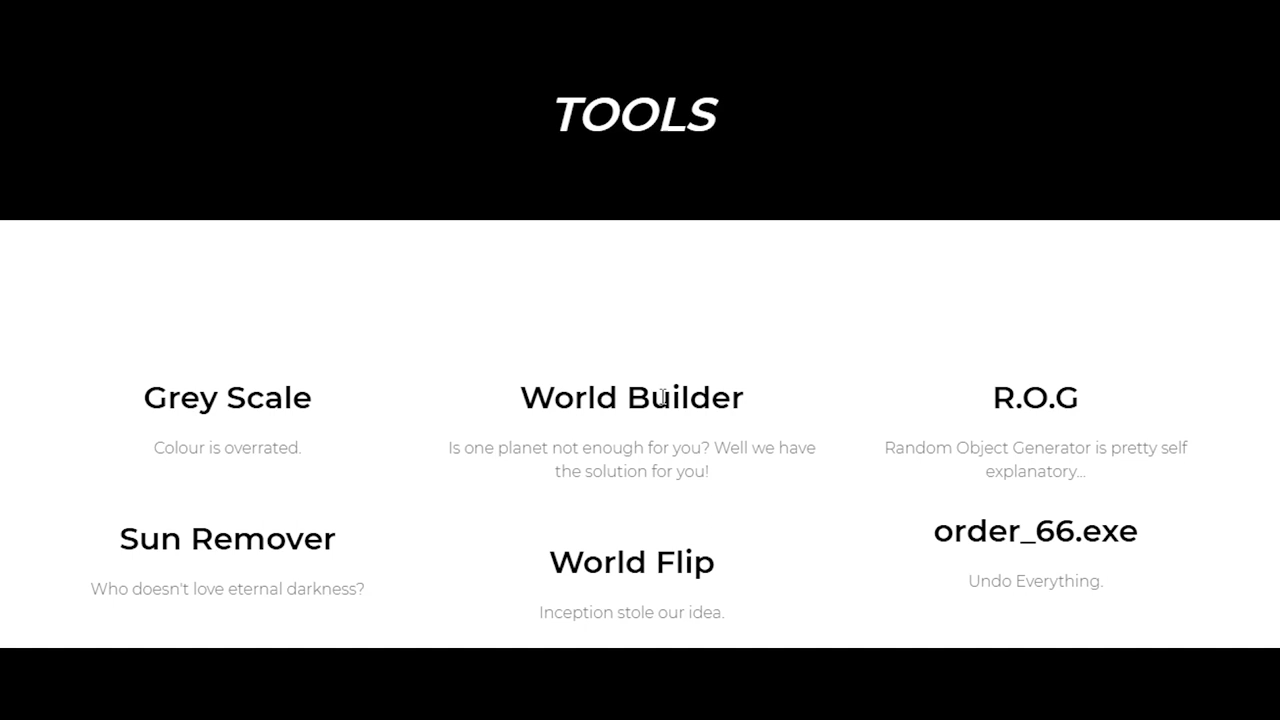 TOOLS
Grey Scale
Colour is overrated.
World Builder
Is one planet not enough for you? Well we have
the solution for you!
R.O.G
Random Object Generator is pretty self
explanatory...
Sun Remover
Who doesn't love eternal darkness?
World Flip
Inception stole our idea.
order_66.exe
Undo Everything.